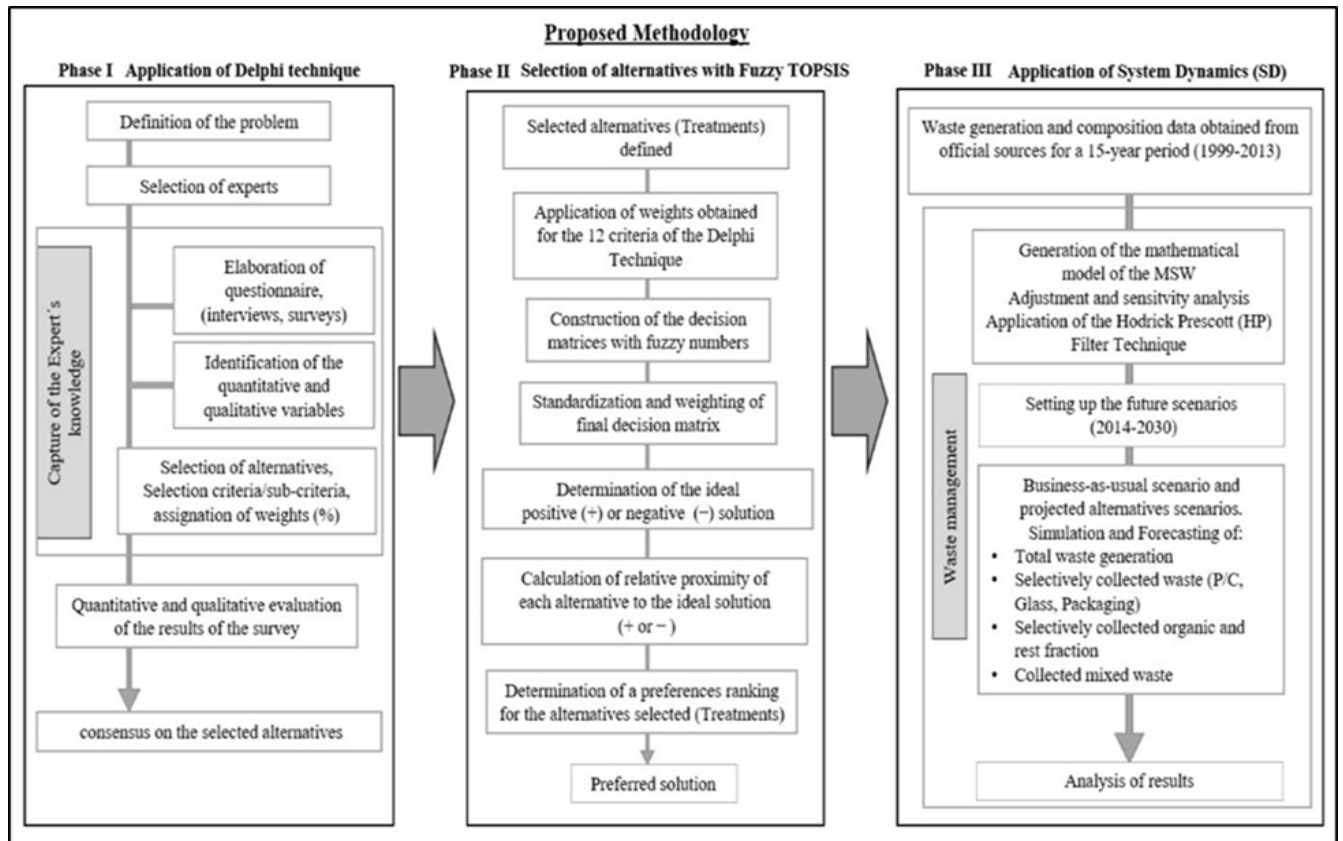 Proposed Methodology
Phase I Application of Delphi technique
Definition of the problem
Selection of experts
Capture of the Expert´s
knowledge
Elaboration of
questionnaire,
(interviews, surveys)
Identification of the
quantitative and
qualitative variables
Selection of alternatives,
Selection criteria/sub-criteria,
assignation of weights (%)
Quantitative and qualitative evaluation
of the results of the survey
consensus on the selected alternatives
Phase II Selection of alternatives with Fuzzy TOPSIS
Selected alternatives (Treatments)
defined
Application of weights obtained
for the 12 criteria of the Delphi
Technique
Construction of the decision
matrices with fuzzy numbers
Standardization and weighting of
final decision matrix
Determination of the ideal
positive (+) or negative (−) solution
Calculation of relative proximity of
each alternative to the ideal solution
(+ or −)
Determination of a preferences ranking
for the alternatives selected (Treatments)
Preferred solution
Phase III Application of System Dynamics (SD)
Waste generation and composition data obtained from
official sources for a 15-year period (1999-2013)
Waste management
Generation of the mathematical
model of the MSW
Adjustment and sensitvity analysis
Application of the Hodrick Prescott (HP)
Filter Technique
Setting up the future scenarios
(2014-2030)
Business-as-usual scenario and
projected alternatives scenarios.
Simulation and Forecasting of:
• Total waste generation
• Selectively collected waste (P/C,
Glass, Packaging)
• Selectively collected organic and
rest fraction
• Collected mixed waste
Analysis of results